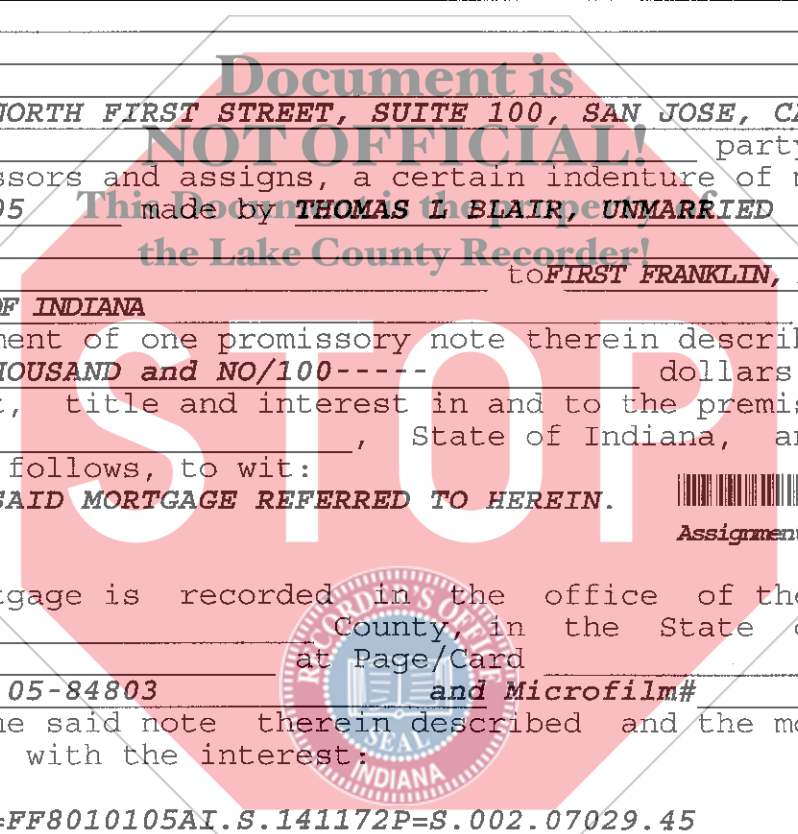 Document is
NORTH FIRST STREET, SUITE 100, SAN JOSE,
NOT OFFICIAL!
party
ssors and assigns, a certain indenture of
This Document is the property of
made by THOMAS L BLAIR, UNMARRIED
the Lake County Recorder!
to FIRST FRANKLIN,
OF INDIANA
ment of one promissory note therein describ
HOUSAND and NO/100----- dollars
title and interest in and to the premis
, State of Indiana, an
follows, to wit:
SAID MORTGAGE REFERRED TO HEREIN.
STOP
Assignment
tgage is recorded in the office of the
County, in the State
at Page/Card
05-84803 and Microfilm#
he said note therein described and the mo
with the interest:
RECORDER'S OFFICE
SEAL
INDIANA
=FF8010105AI.S.141172P=S.002.07029.45